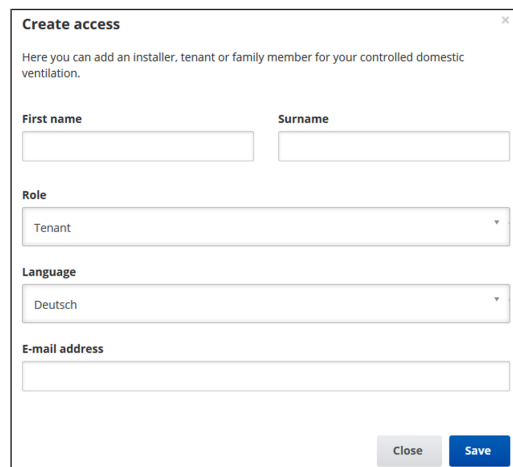 Create access
×
Here you can add an installer, tenant or family member for your controlled domestic
ventilation.
First name Surname
Role
Tenant
Language
Deutsch
E-mail address
Close Save